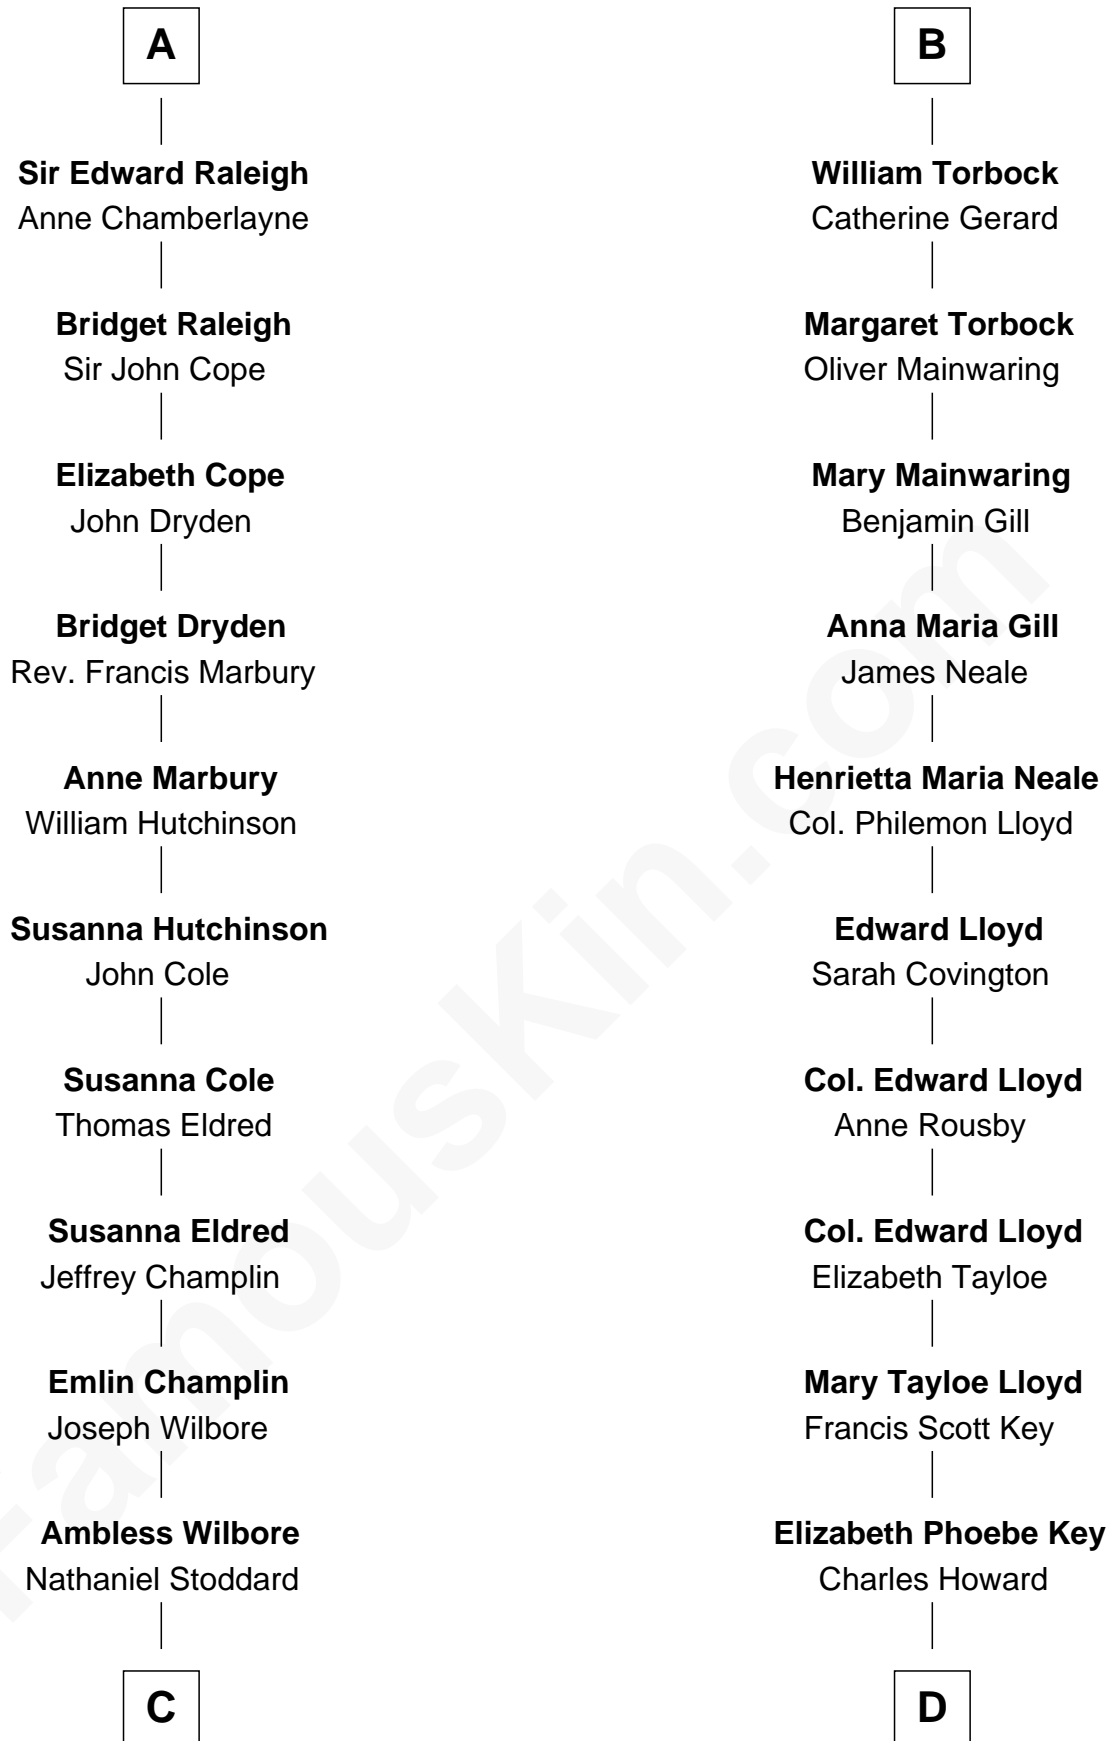 A
Sir Edward Raleigh
Anne Chamberlayne
Bridget Raleigh
Sir John Cope
Elizabeth Cope
John Dryden
Bridget Dryden
Rev. Francis Marbury
Anne Marbury
William Hutchinson
Susanna Hutchinson
John Cole
Susanna Cole
Thomas Eldred
Susanna Eldred
Jeffrey Champlin
Emlin Champlin
Joseph Wilbore
Ambless Wilbore
Nathaniel Stoddard
C
B
William Torbock
Catherine Gerard
Margaret Torbock
Oliver Mainwaring
Mary Mainwaring
Benjamin Gill
Anna Maria Gill
James Neale
Henrietta Maria Neale
Col. Philemon Lloyd
Edward Lloyd
Sarah Covington
Col. Edward Lloyd
Anne Rousby
Col. Edward Lloyd
Elizabeth Tayloe
Mary Tayloe Lloyd
Francis Scott Key
Elizabeth Phoebe Key
Charles Howard
D
FamousKin.com